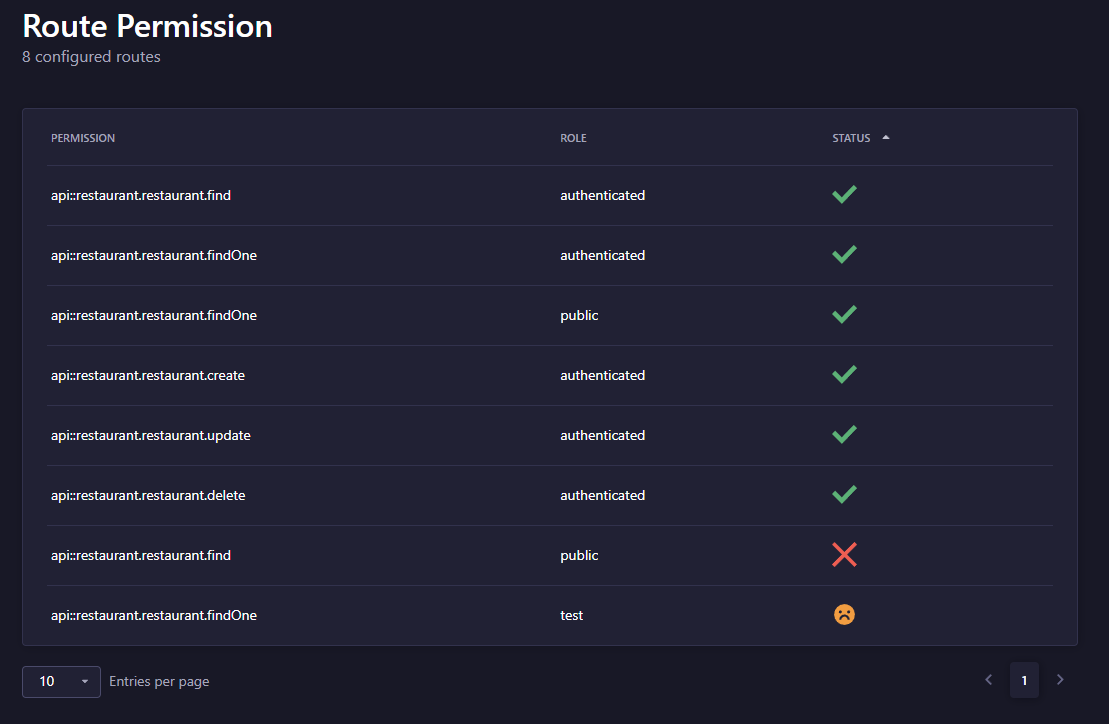 Route Permission
8 configured routes
PERMISSION ROLE STATUS
api::restaurant.restaurant.find authenticated
api::restaurant.restaurant.findOne authenticated
api::restaurant.restaurant.findOne public
api::restaurant.restaurant.create authenticated
api::restaurant.restaurant.update authenticated
api::restaurant.restaurant.delete authenticated
api::restaurant.restaurant.find public
api::restaurant.restaurant.findOne test
10 Entries per page 1